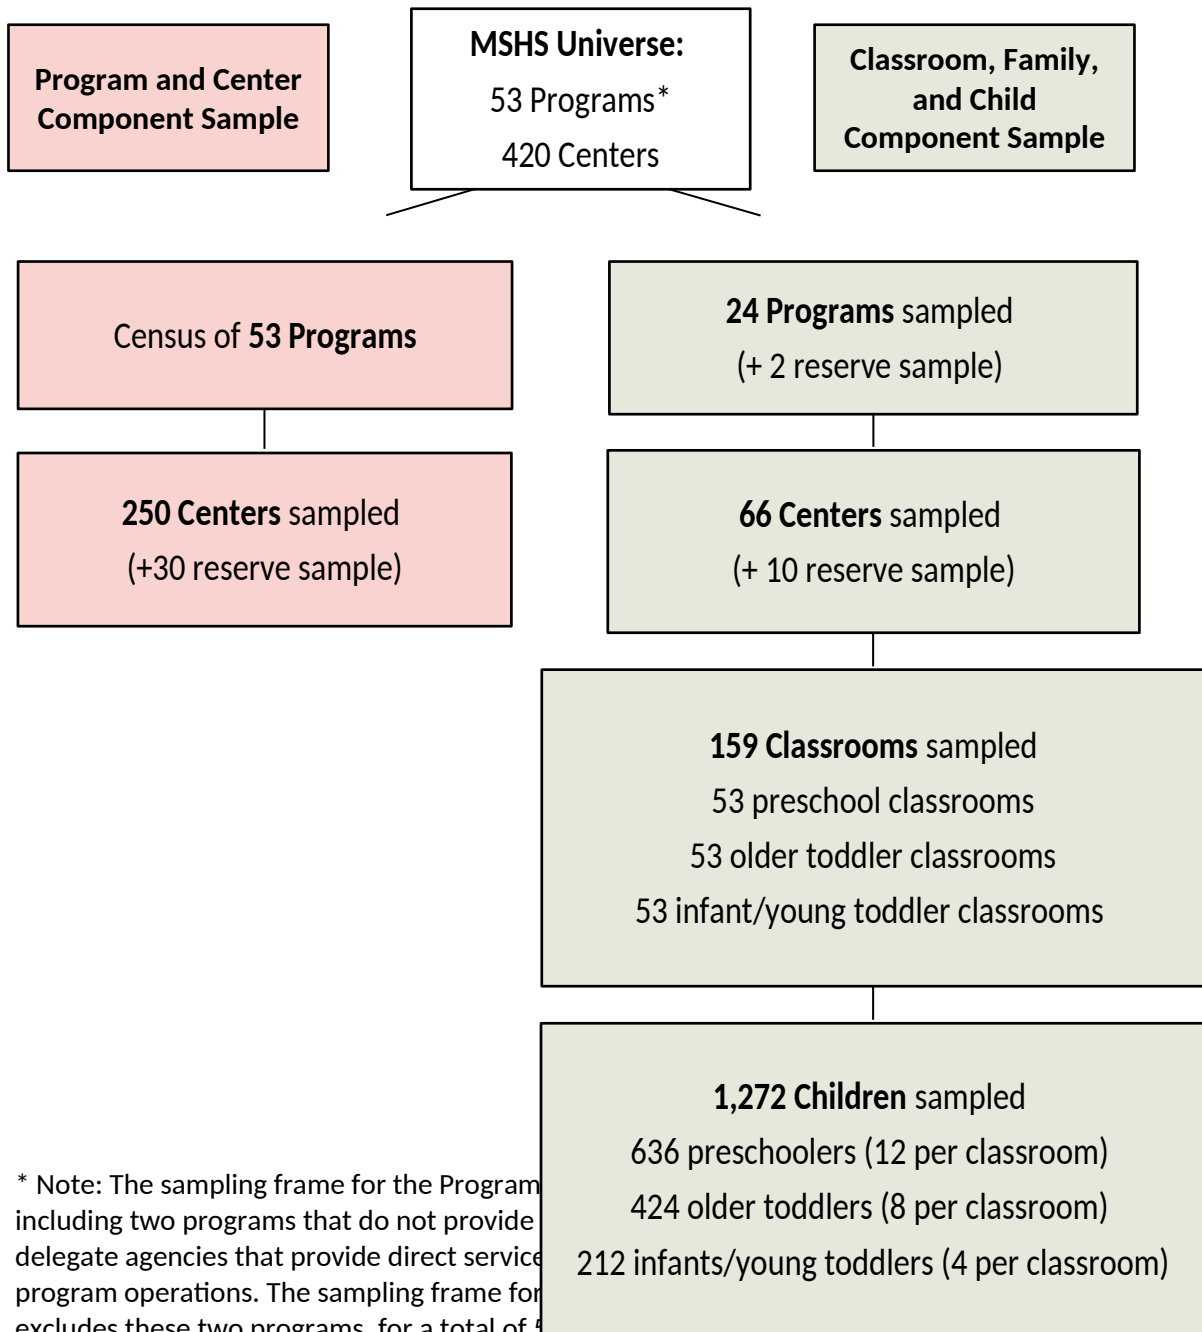 Program and Center
Component Sample
MSHS Universe:
53 Programs*
420 Centers
Classroom, Family,
and Child
Component Sample
Census of 53 Programs
250 Centers sampled
(+30 reserve sample)
24 Programs sampled
(+ 2 reserve sample)
66 Centers sampled
(+ 10 reserve sample)
159 Classrooms sampled
53 preschool classrooms
53 older toddler classrooms
53 infant/young toddler classrooms
1,272 Children sampled
636 preschoolers (12 per classroom)
424 older toddlers (8 per classroom)
212 infants/young toddlers (4 per classroom)
* Note: The sampling frame for the Program
including two programs that do not provide
delegate agencies that provide direct service
program operations. The sampling frame for
excludes these two programs, for a total of